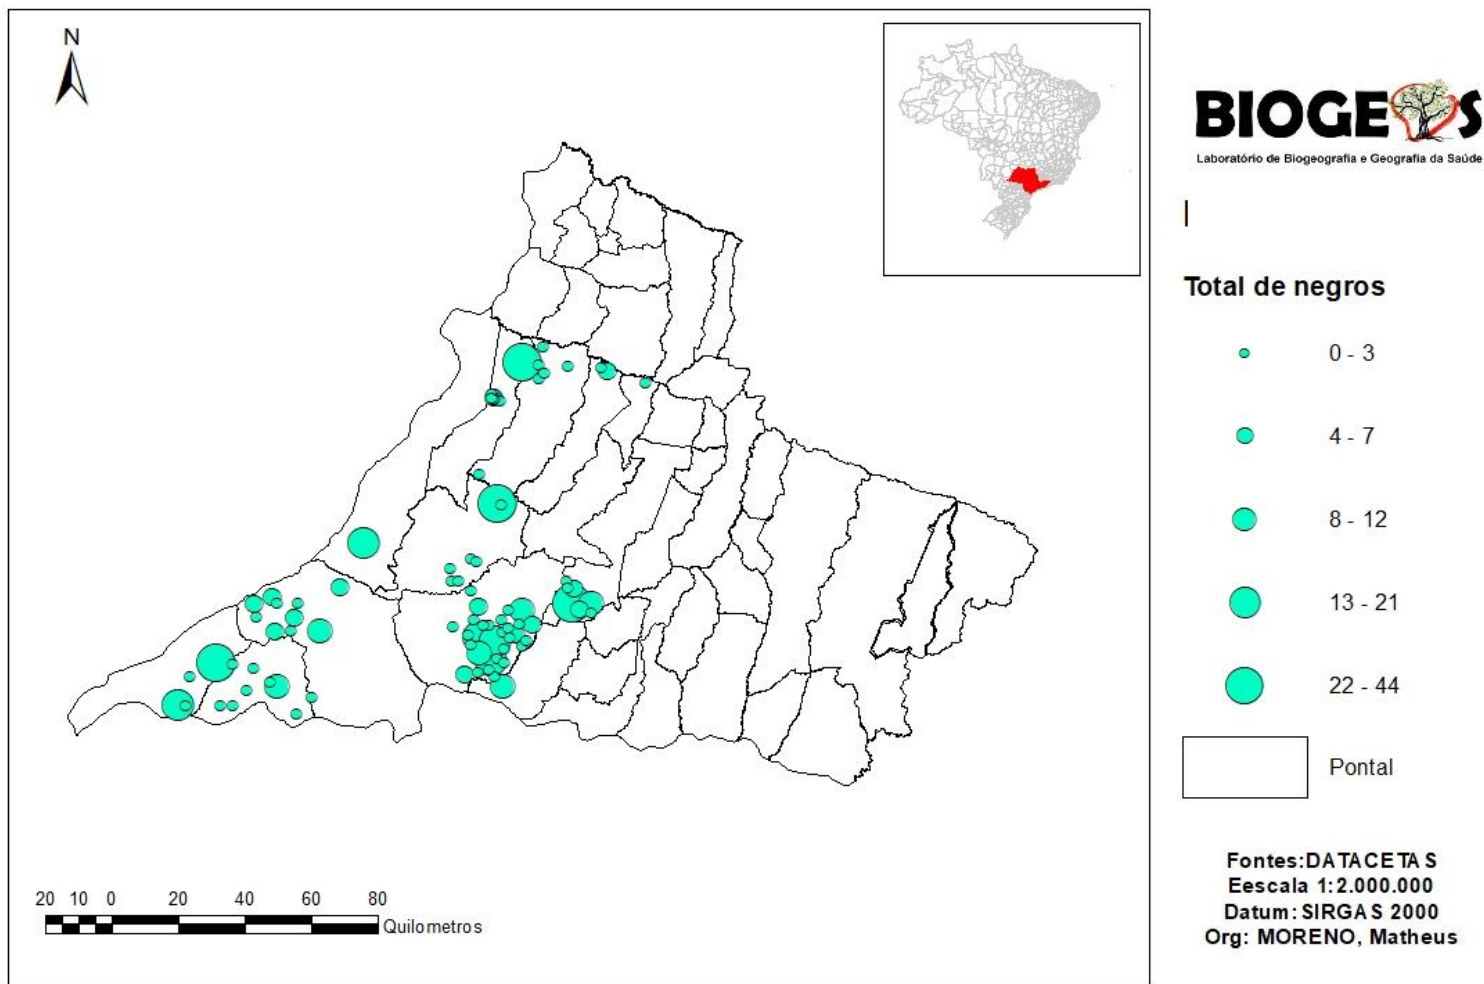 N
BIOGEOS
Laboratório de Biogeografia e Geografia da Saúde
Total de negros
0 - 3
4 - 7
8 - 12
13 - 21
22 - 44
Pontal
Fontes:DATACETAS
Eescala 1:2.000.000
Datum: SIRGAS 2000
Org: MORENO, Matheus
20 10 0 20 40 60 80
Quilometros